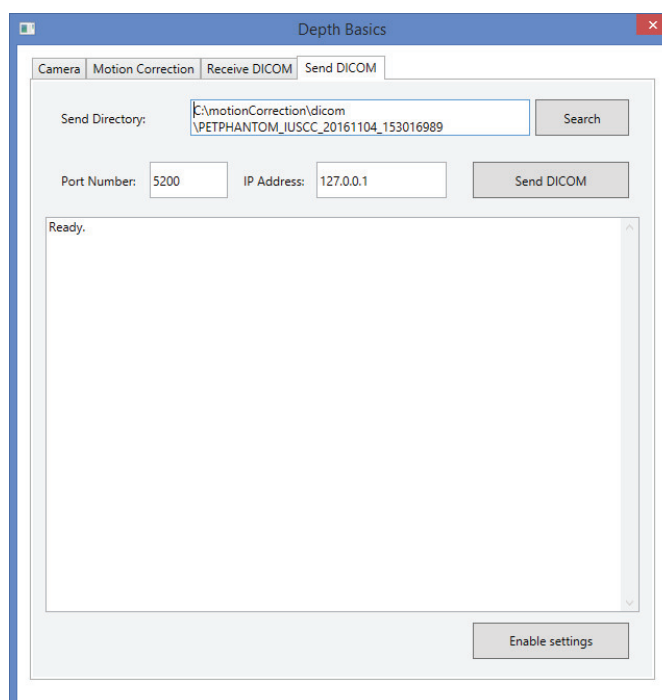 Depth Basics
Camera Motion Correction Receive DICOM Send DICOM
Send Directory:
C:\motionCorrection\dicom
\PETPHANTOM_IUSCC_20161104_153016989
Search
Port Number: 5200 IP Address: 127.0.0.1 Send DICOM
Ready.
Enable settings